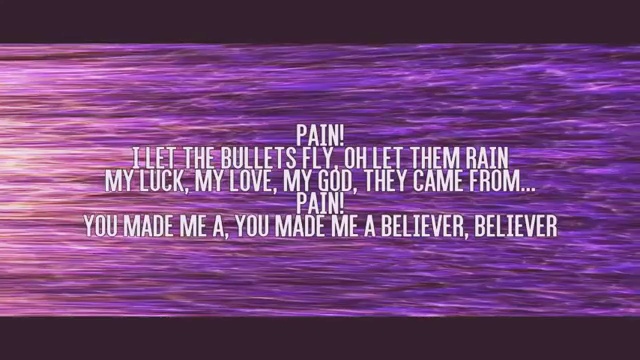 PAIN!
I LET THE BULLETS FLY, OH LET THEM RAIN
MY LUCK, MY LOVE, MY GOD, THEY CAME FROM...
PAIN!
YOU MADE ME A, YOU MADE ME A BELIEVER, BELIEVER